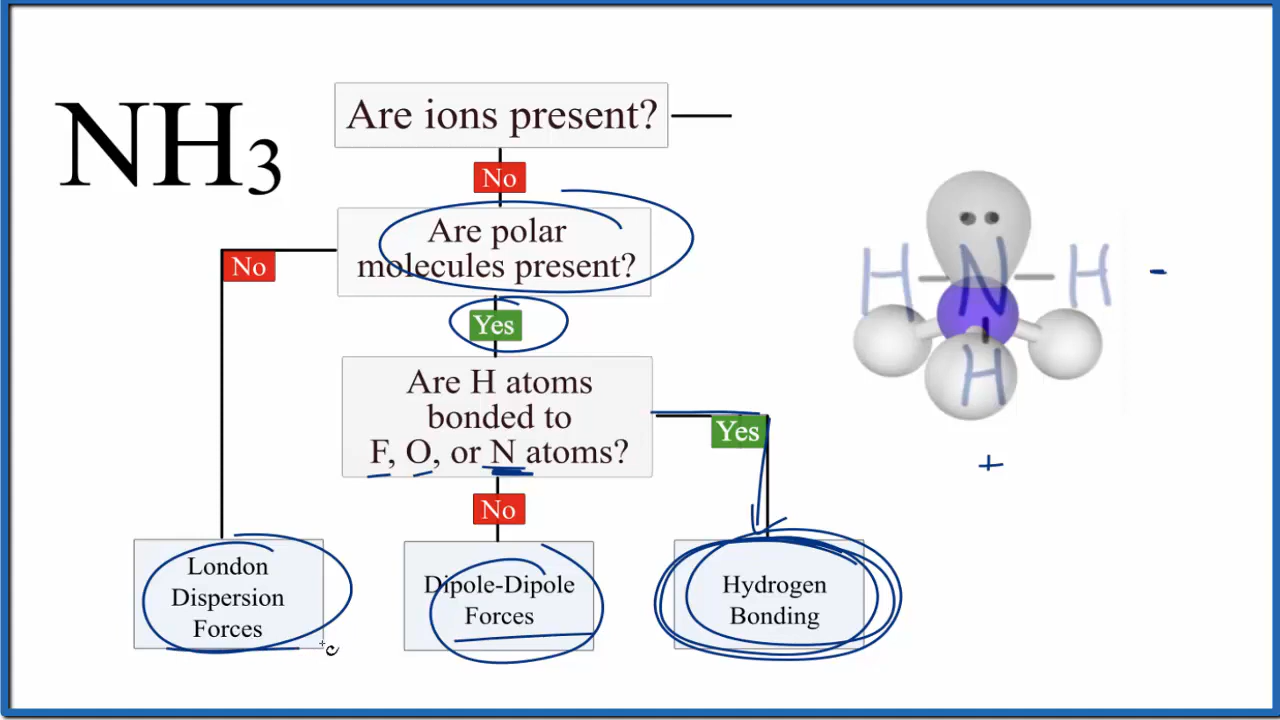 NH3
Are ions present?
No
Are polar
molecules present?
No
Yes
Are H atoms
bonded to
F, O, or N atoms?
Yes
No
London
Dispersion
Forces
Dipole-Dipole
Forces
Hydrogen
Bonding
H N H
H
-
+